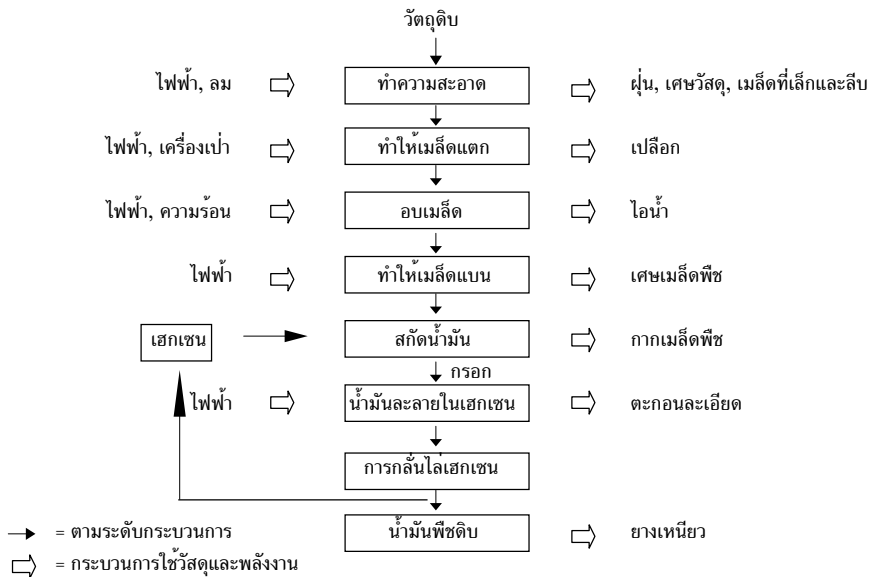 วัตถุดิบ
ไฟฟ้า, ลม
ทำความสะอาด
ฝุ่น, เศษวัสดุ, เมล็ดที่เล็กและลีบ
ไฟฟ้า, เครื่องเป่า
ทำให้เมล็ดแตก
เปลือก
ไฟฟ้า, ความร้อน
อบเมล็ด
ไอน้ำ
ไฟฟ้า
ทำให้เมล็ดแบน
เศษเมล็ดพืช
เฮกเซน
สกัดน้ำมัน
กากเมล็ดพืช
กรอก
ไฟฟ้า
น้ำมันละลายในเฮกเซน
ตะกอนละเอียด
การกลั่นไล่เฮกเซน
= ตามระดับกระบวนการ
น้ำมันพืชดิบ
ยางเหนียว
= กระบวนการใช้วัสดุและพลังงาน